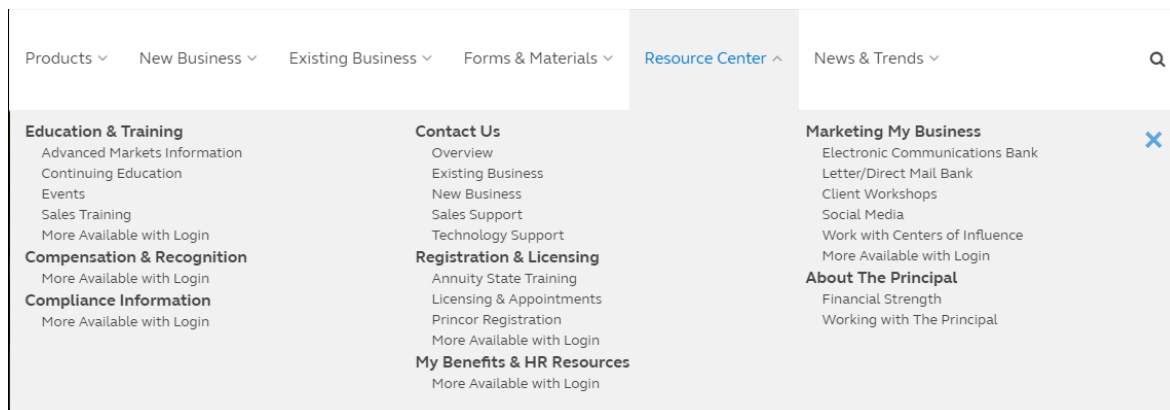 Products New Business Existing Business Forms & Materials Resource Center News & Trends
Education & Training
Advanced Markets Information
Continuing Education
Events
Sales Training
More Available with Login
Compensation & Recognition
More Available with Login
Compliance Information
More Available with Login
Contact Us
Overview
Existing Business
New Business
Sales Support
Technology Support
Registration & Licensing
Annuity State Training
Licensing & Appointments
Princor Registration
More Available with Login
My Benefits & HR Resources
More Available with Login
Marketing My Business
Electronic Communications Bank
Letter/Direct Mail Bank
Client Workshops
Social Media
Work with Centers of Influence
More Available with Login
About The Principal
Financial Strength
Working with The Principal